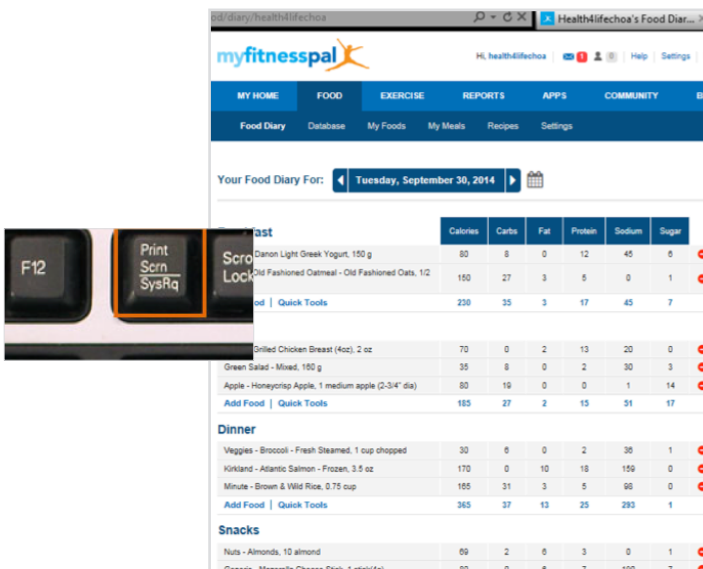 od/diary/health4lifechoa
Health4lifechoa's Food Diar...
myfitnesspal
Hi, health4lifechoa 1 0 Help Settings
MY HOME FOOD EXERCISE REPORTS APPS COMMUNITY B
Food Diary Database My Foods My Meals Recipes Settings
Your Food Diary For: Tuesday, September 30, 2014
fast Calories Carbs Fat Protein Sodium Sugar
Danon Light Greek Yogurt, 150 g 80 8 0 12 45 6
Old Fashioned Oatmeal - Old Fashioned Oats, 1/2 150 27 3 5 0 1
od | Quick Tools 230 35 3 17 45 7
F12
Print
Scrn
SysRq
Scro
Lock
Grilled Chicken Breast (4oz), 2 oz 70 0 2 13 20 0
Green Salad - Mixed, 150 g 35 8 0 2 30 3
Apple - Honeycrisp Apple, 1 medium apple (2-3/4" dia) 80 19 0 0 1 14
Add Food | Quick Tools 185 27 2 15 51 17
Dinner
Veggies - Broccoli - Fresh Steamed, 1 cup chopped 30 6 0 2 36 1
Kirkland - Atlantic Salmon - Frozen, 3.5 oz 170 0 10 18 159 0
Minute - Brown & Wild Rice, 0.75 cup 165 31 3 5 98 0
Add Food | Quick Tools 365 37 13 25 293 1
Snacks
Nuts - Almonds, 10 almond 69 2 6 3 0 1